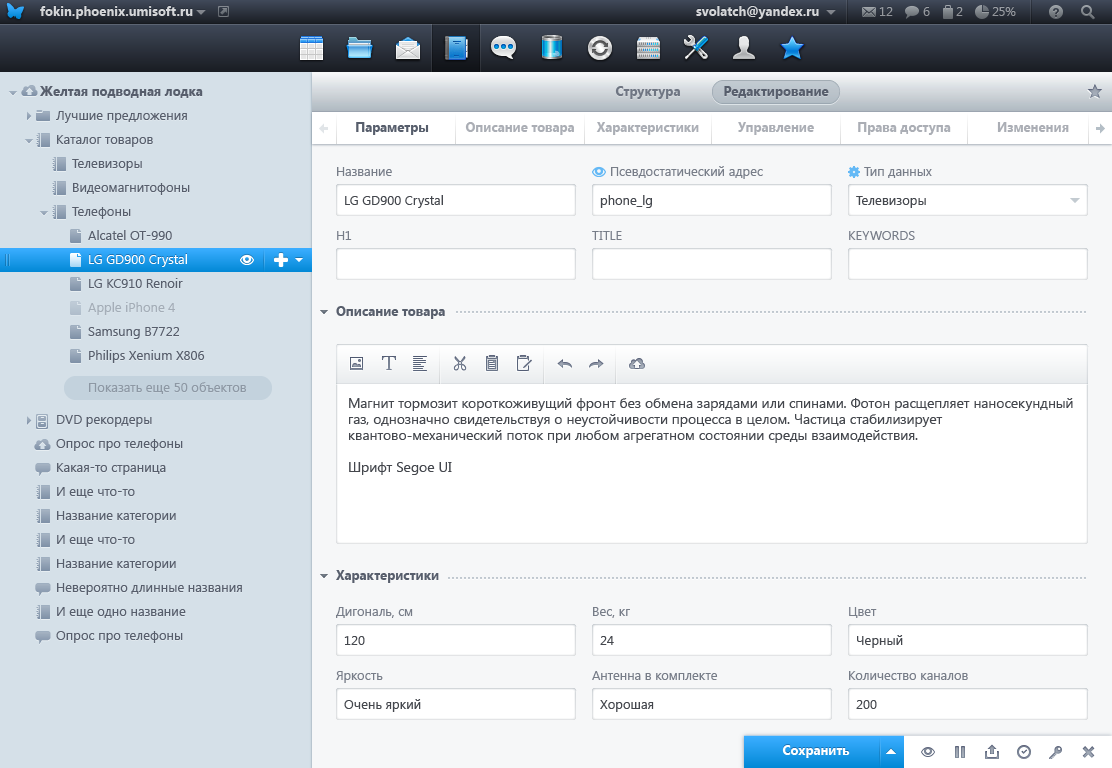 fokin.phoenix.umisoft.ru
svolatch@yandex.ru
12
6
2
25%
Желтая подводная лодка
Лучшие предложения
Каталог товаров
Телевизоры
Видеомагнитофоны
Телефоны
Alcatel OT-990
LG GD900 Crystal
LG KC910 Renoir
Apple iPhone 4
Samsung B7722
Philips Xenium X806
Показать еще 50 объектов
DVD рекордеры
Опрос про телефоны
Какая-то страница
И еще что-то
Название категории
И еще что-то
Название категории
Невероятно длинные названия
И еще одно название
Опрос про телефоны
Структура
Редактирование
Параметры
Описание товара
Характеристики
Управление
Права доступа
Изменения
Название
Псевдостатический адрес
Тип данных
LG GD900 Crystal
phone_lg
Телевизоры
H1
TITLE
KEYWORDS
Описание товара
Магнит тормозит короткоживущий фронт без обмена зарядами или спинами. Фотон расщепляет наносекундный
газ, однозначно свидетельствуя о неустойчивости процесса в целом. Частица стабилизирует
квантово-механический поток при любом агрегатном состоянии среды взаимодействия.
Шрифт Segoe UI
Характеристики
Дигональ, см
Вес, кг
Цвет
120
24
Черный
Яркость
Антенна в комплекте
Количество каналов
Очень яркий
Хорошая
200
Сохранить